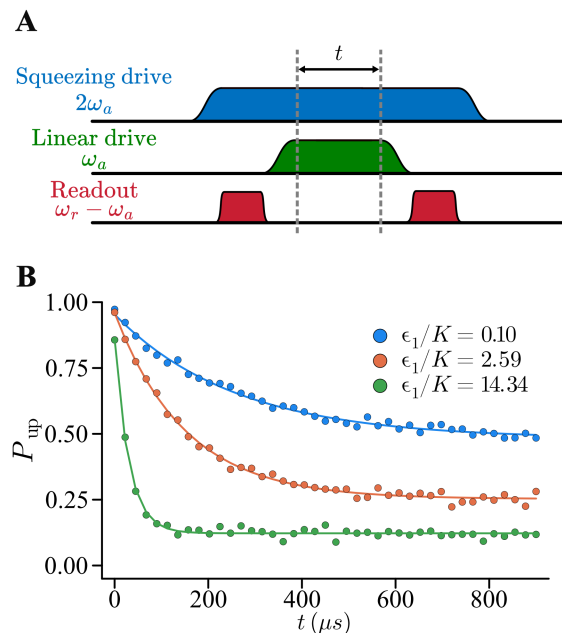 A
t
Squeezing drive
2ωₐ
Linear drive
ωₐ
Readout
ωᵣ − ωₐ
B
1.00
0.75
0.50
0.25
0.00
P_up
ϵ₁/K = 0.10
ϵ₁/K = 2.59
ϵ₁/K = 14.34
0
200
400
600
800
t (μs)